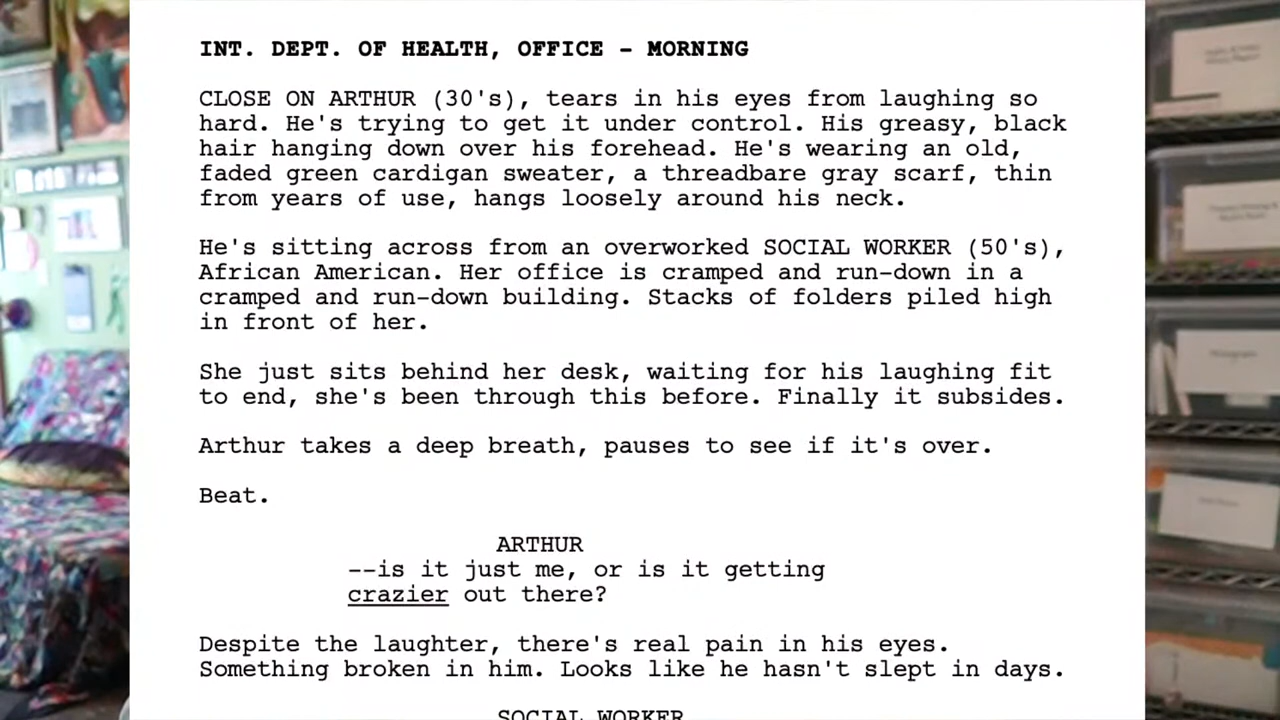 INT. DEPT. OF HEALTH, OFFICE – MORNING
CLOSE ON ARTHUR (30's), tears in his eyes from laughing so
hard. He's trying to get it under control. His greasy, black
hair hanging down over his forehead. He's wearing an old,
faded green cardigan sweater, a threadbare gray scarf, thin
from years of use, hangs loosely around his neck.
He's sitting across from an overworked SOCIAL WORKER (50's),
African American. Her office is cramped and run-down in a
cramped and run-down building. Stacks of folders piled high
in front of her.
She just sits behind her desk, waiting for his laughing fit
to end, she's been through this before. Finally it subsides.
Arthur takes a deep breath, pauses to see if it's over.
Beat.
ARTHUR
--is it just me, or is it getting
crazier out there?
Despite the laughter, there's real pain in his eyes.
Something broken in him. Looks like he hasn't slept in days.
SOCIAL WORKER